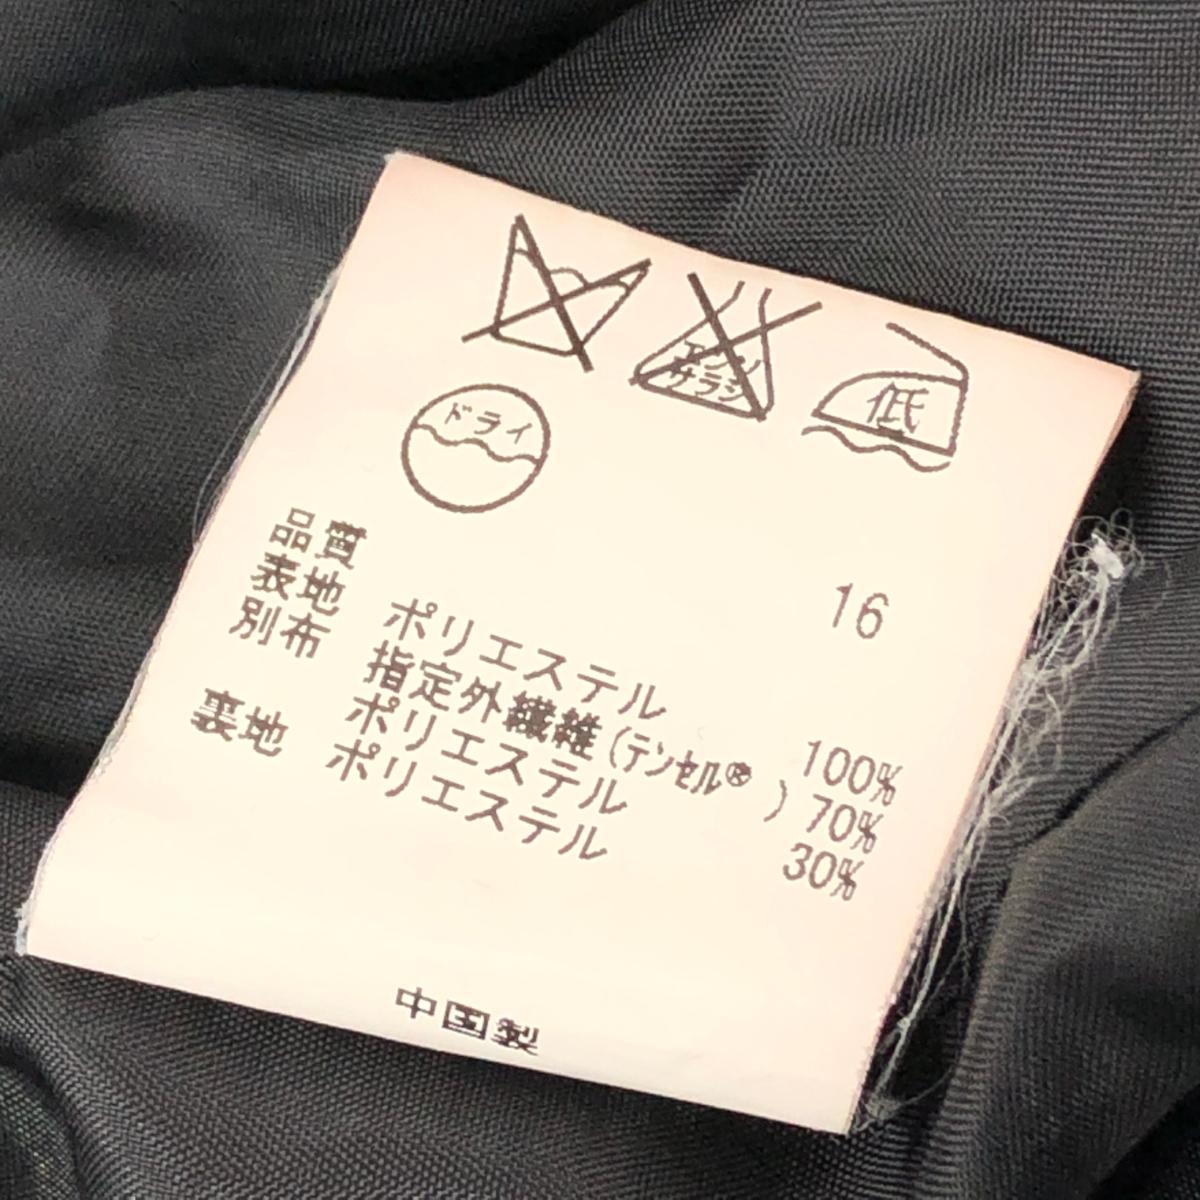 エンソ
サラシ
低
ドライ
品質 16
表地 ポリエステル 100%
別布 指定外繊維(テンセル® ) 70%
ポリエステル 30%
裏地 ポリエステル
中国製